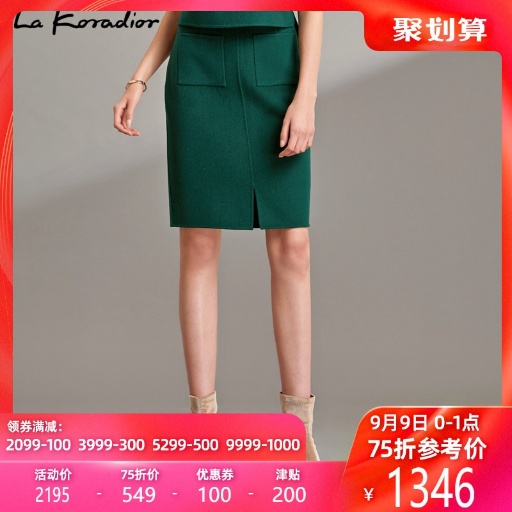 La Koradior
聚划算
领券满减:
2099-100 3999-300 5299-500 9999-1000
活动价 75折价 优惠券 津贴
2195 - 549 - 100 - 200
9月9日 0-1点
75折参考价
¥ 1346